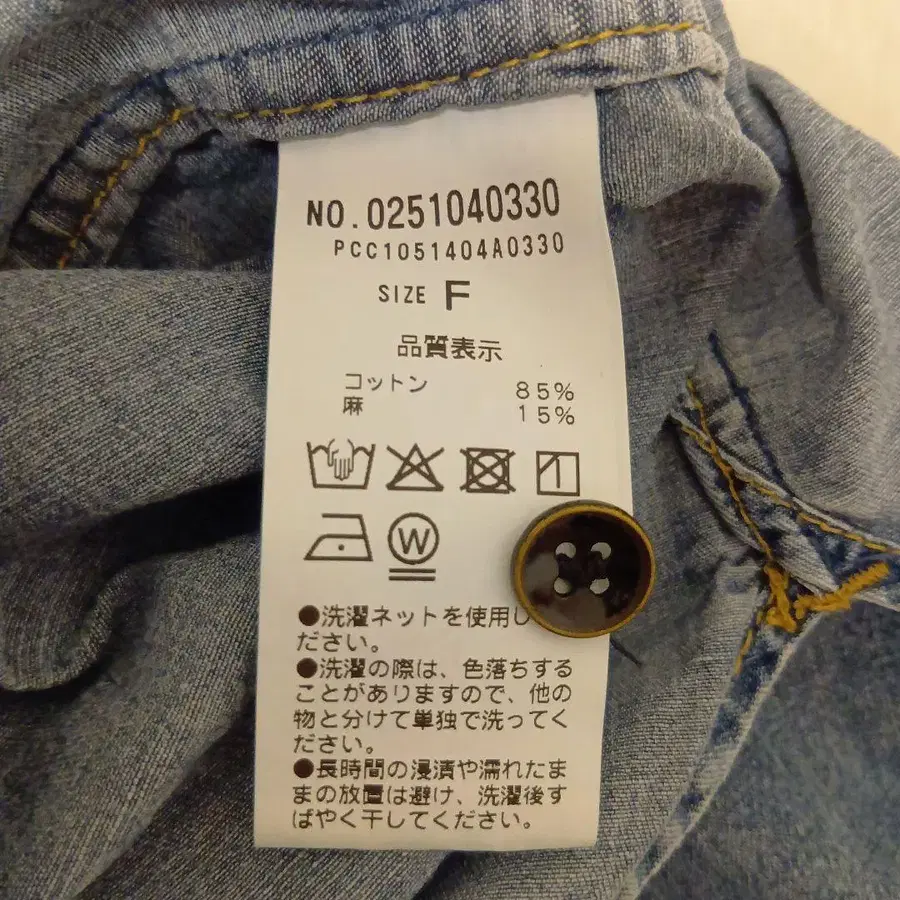 NO.0251040330
PCC1051404A0330
SIZE F
品質表示
コットン 85%
麻 15%
W
●洗濯ネットを使用し
ださい。
●洗濯の際は、色落ちする
ことがありますので、他の
物と分けて単独で洗ってく
ださい。
●長時間の浸漬や濡れたま
まの放置は避け、洗濯後す
ばやく干してください。